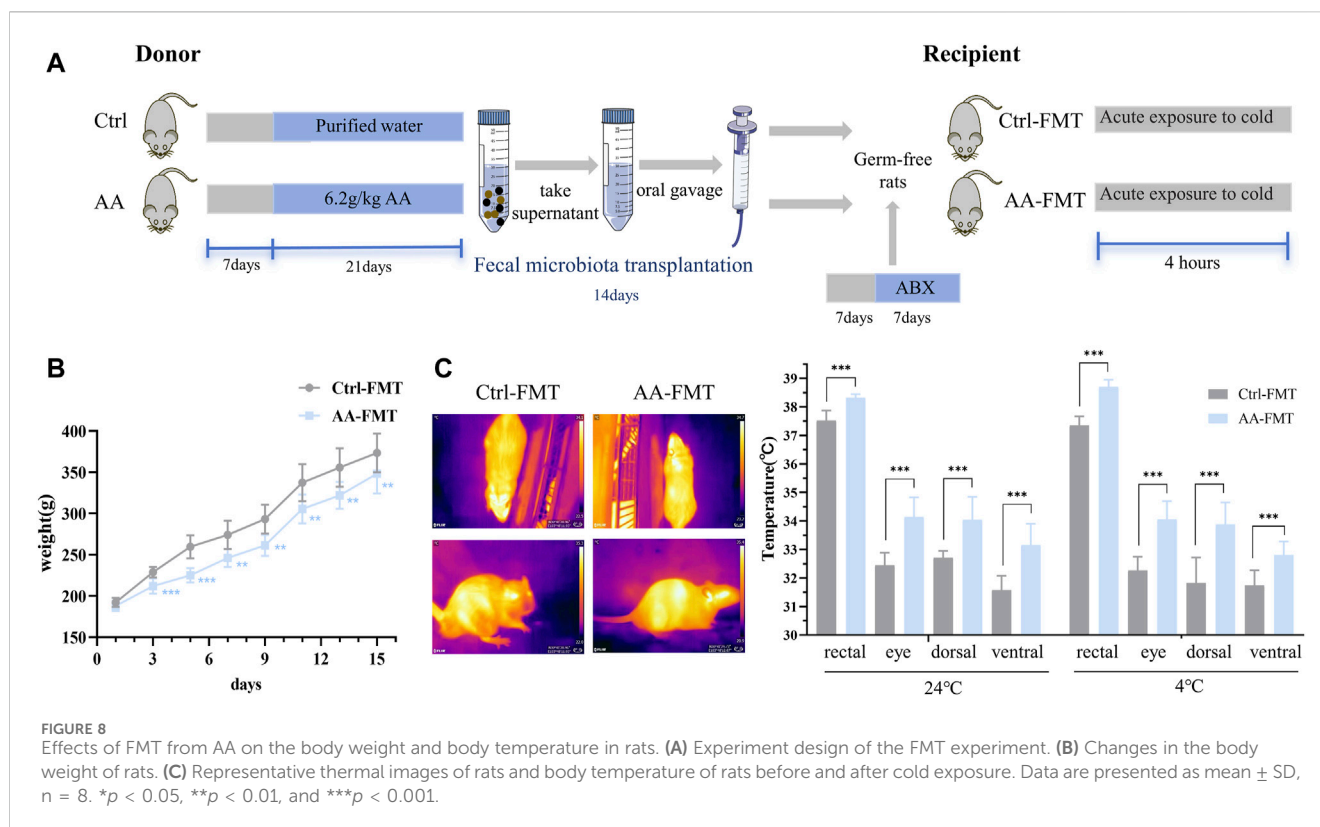 A
Donor
Recipient
Ctrl
Purified water
AA
6.2g/kg AA
7days
21days
take
supernatant
oral gavage
Fecal microbiota transplantation
14days
Germ-free
rats
ABX
7days
7days
Ctrl-FMT
Acute exposure to cold
AA-FMT
Acute exposure to cold
4 hours
B
Ctrl-FMT
AA-FMT
weight(g)
400
350
300
250
200
150
0
3
6
9
12
15
days
***
***
**
**
**
**
**
C
Ctrl-FMT
AA-FMT
Temperature(℃)
39
38
37
36
35
34
33
32
31
30
***
***
***
***
***
***
***
***
Ctrl-FMT
AA-FMT
rectal
eye
dorsal
ventral
rectal
eye
dorsal
ventral
24℃
4℃
FIGURE 8
Effects of FMT from AA on the body weight and body temperature in rats. (A) Experiment design of the FMT experiment. (B) Changes in the body
weight of rats. (C) Representative thermal images of rats and body temperature of rats before and after cold exposure. Data are presented as mean ± SD,
n = 8. *p < 0.05, **p < 0.01, and ***p < 0.001.